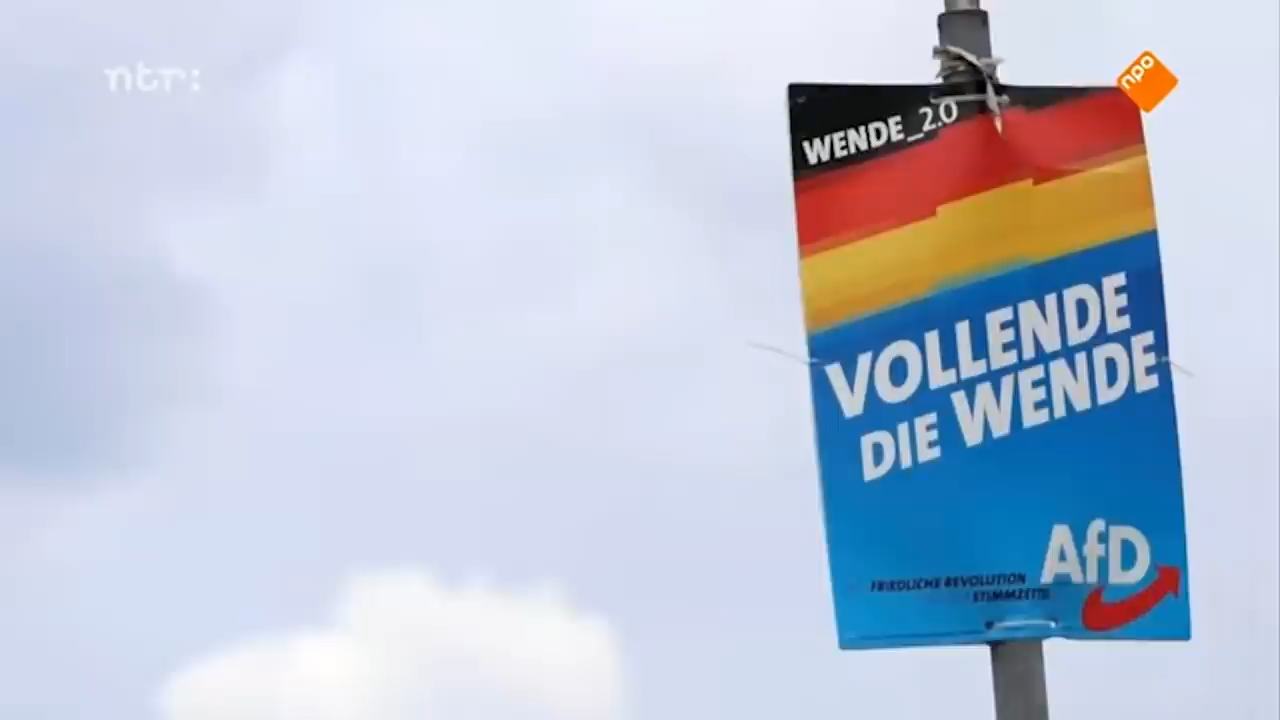 ntr:
npo
WENDE_2.0
VOLLENDE
DIE WENDE
AfD
FRIEDLICHE REVOLUTION
STIMMZETTEL